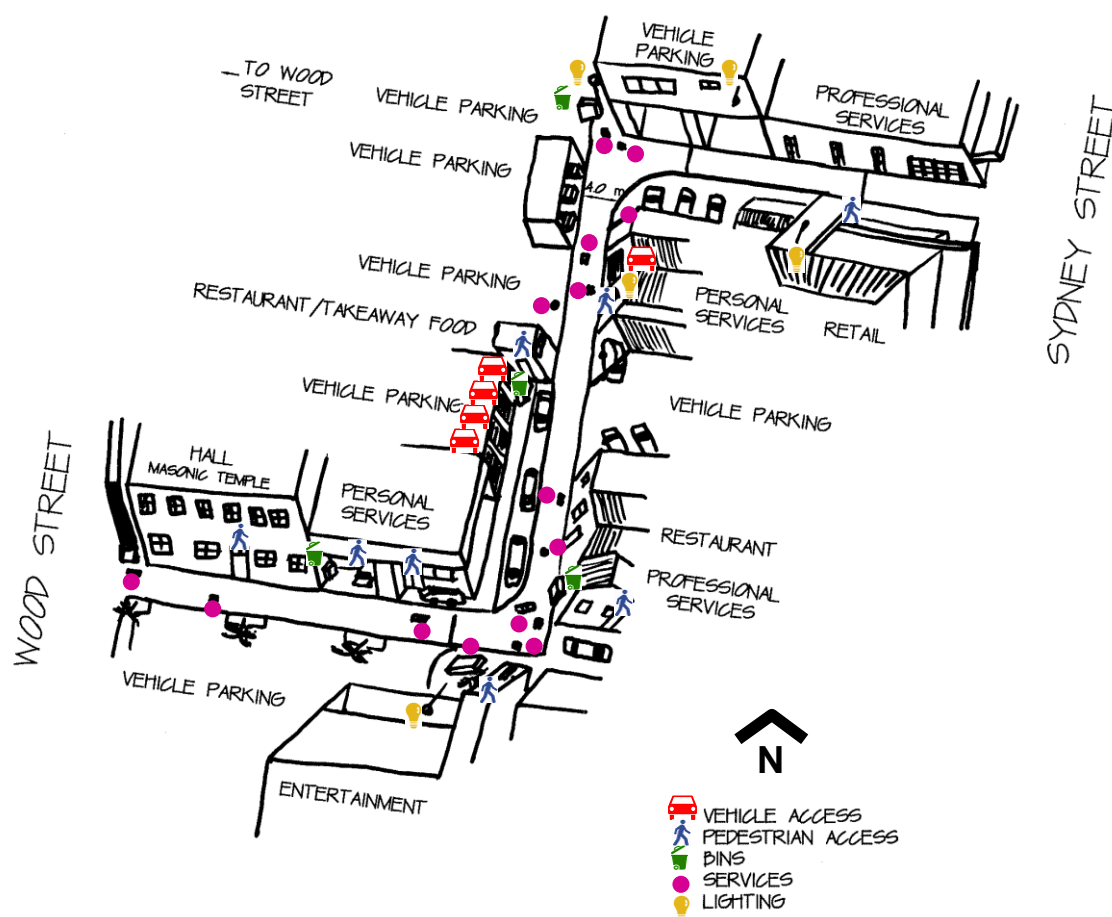 VEHICLE
PARKING
_ TO WOOD
STREET
VEHICLE PARKING
PROFESSIONAL
SERVICES
SYDNEY STREET
VEHICLE PARKING
4.0 m
VEHICLE PARKING
RESTAURANT/TAKEAWAY FOOD
PERSONAL
SERVICES
RETAIL
VEHICLE PARKING
VEHICLE PARKING
WOOD STREET
HALL
MASONIC TEMPLE
PERSONAL
SERVICES
RESTAURANT
PROFESSIONAL
SERVICES
VEHICLE PARKING
ENTERTAINMENT
N
VEHICLE ACCESS
PEDESTRIAN ACCESS
BINS
SERVICES
LIGHTING